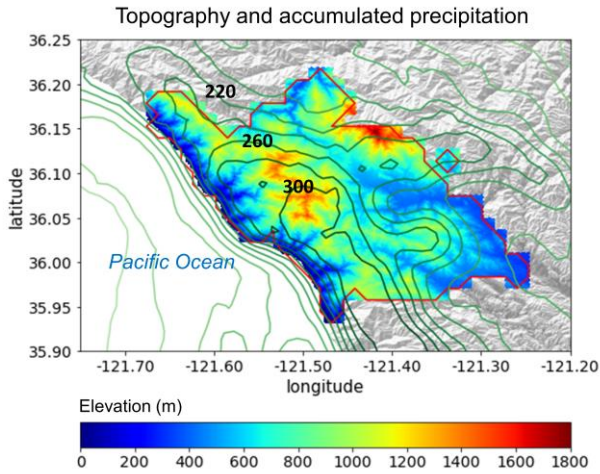 Topography and accumulated precipitation
36.25
36.20
36.15
36.10
36.05
36.00
35.95
35.90
latitude
220
260
300
Pacific Ocean
-121.70 -121.60 -121.50 -121.40 -121.30 -121.20
longitude
Elevation (m)
0 200 400 600 800 1000 1200 1400 1600 1800